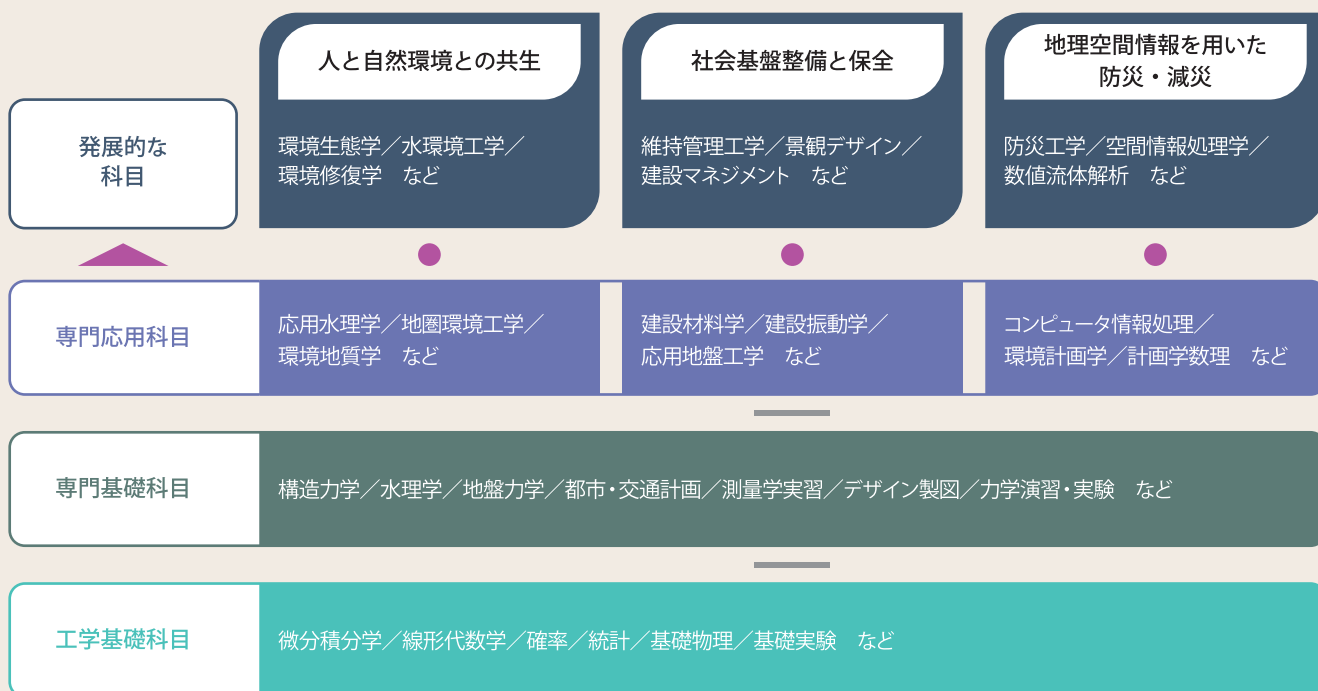 人と自然環境との共生
社会基盤整備と保全
地理空間情報を用いた
防災・減災
発展的な
科目
環境生態学／水環境工学／
環境修復学　など
維持管理工学／景観デザイン／
建設マネジメント　など
防災工学／空間情報処理学／
数値流体解析　など
専門応用科目
応用水理学／地圏環境工学／
環境地質学　など
建設材料学／建設振動学／
応用地盤工学　など
コンピュータ情報処理／
環境計画学／計画学数理　など
専門基礎科目
構造力学／水理学／地盤力学／都市・交通計画／測量学実習／デザイン製図／力学演習・実験　など
工学基礎科目
微分積分学／線形代数学／確率／統計／基礎物理／基礎実験　など